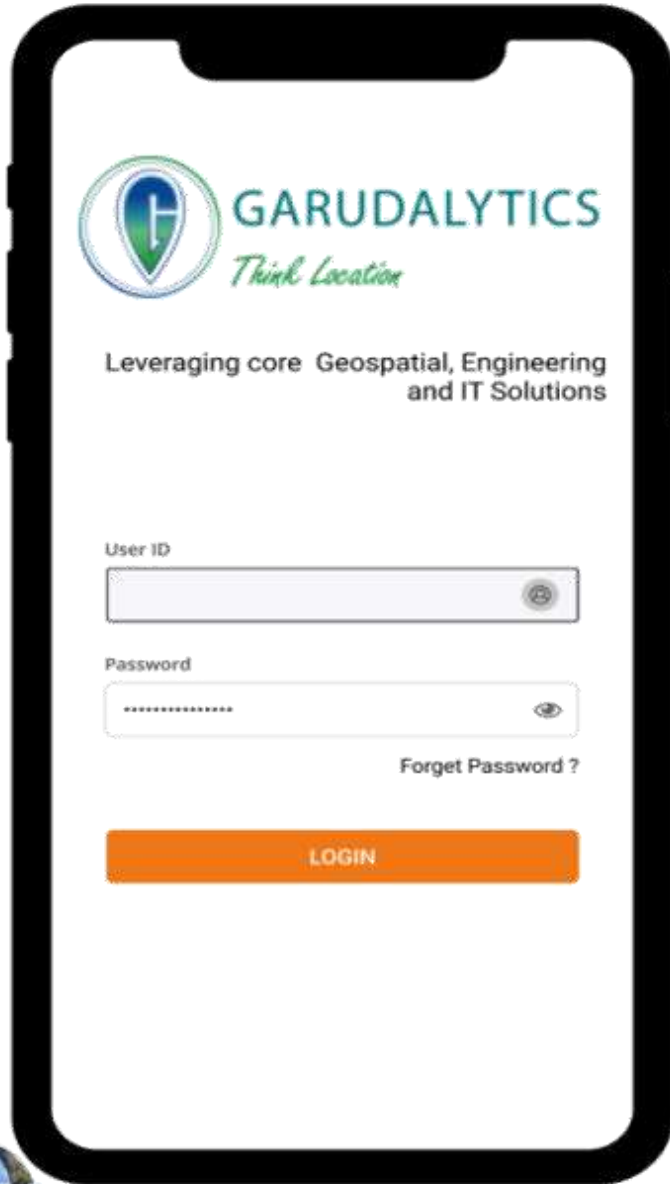 GARUDALYTICS
Think Location
Leveraging core Geospatial, Engineering
and IT Solutions
User ID
Password
Forget Password ?
LOGIN